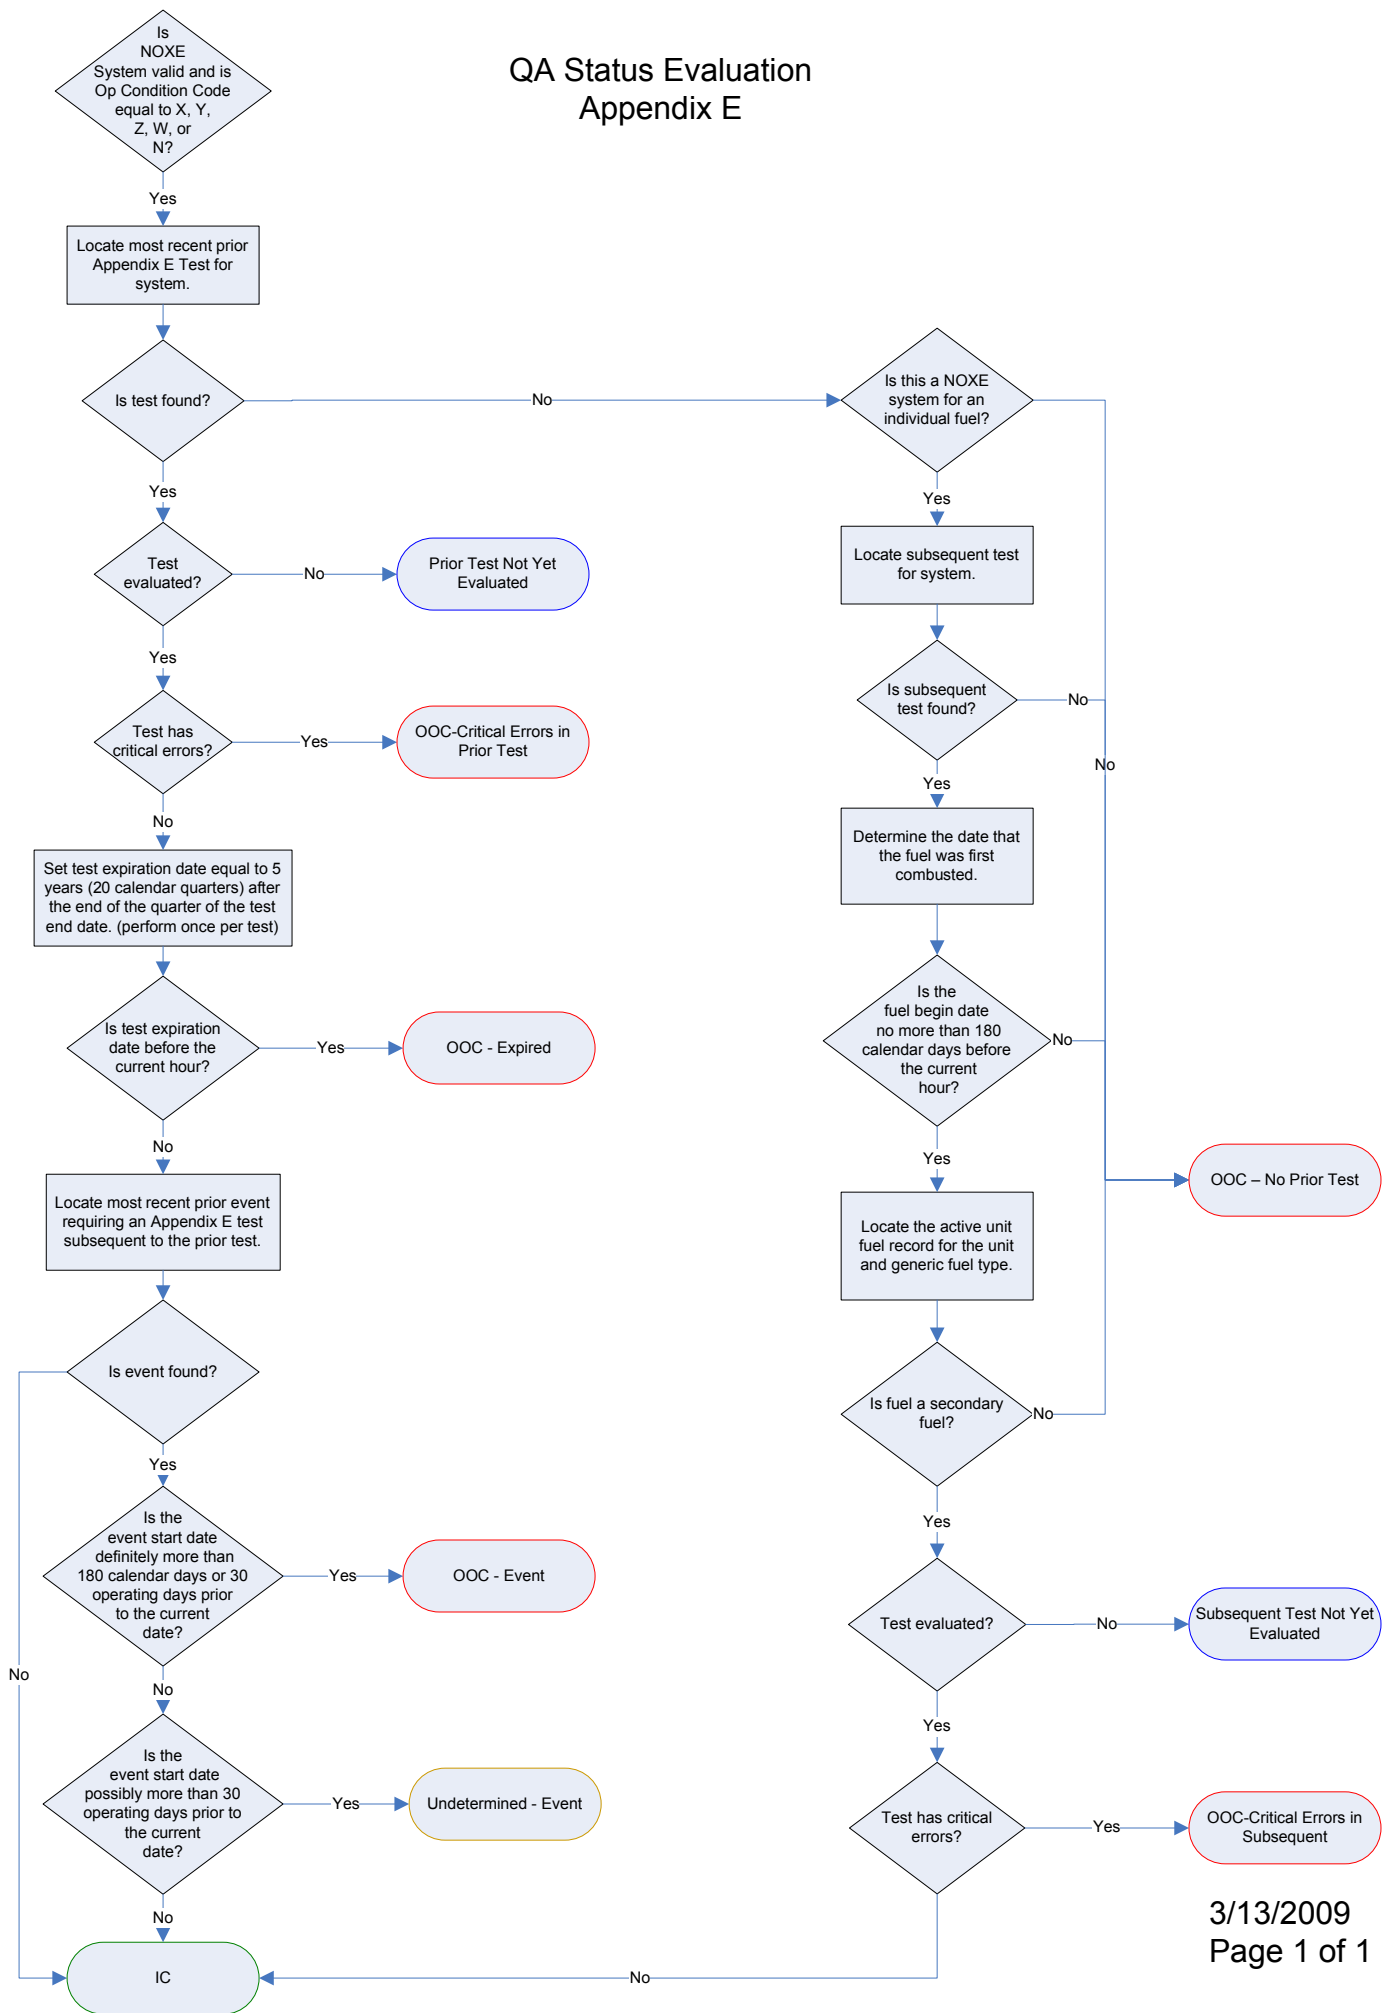 QA Status Evaluation
Appendix E
Is
NOXE
System valid and is
Op Condition Code
equal to X, Y,
Z, W, or
N?
Yes
Locate most recent prior
Appendix E Test for
system.
Is test found?
No
Yes
Test
evaluated?
No
Prior Test Not Yet
Evaluated
Yes
Test has
critical errors?
Yes
OOC-Critical Errors in
Prior Test
No
Set test expiration date equal to 5
years (20 calendar quarters) after
the end of the quarter of the test
end date. (perform once per test)
Is test expiration
date before the
current hour?
Yes
OOC - Expired
No
Locate most recent prior event
requiring an Appendix E test
subsequent to the prior test.
Is event found?
No
Yes
Is the
event start date
definitely more than
180 calendar days or 30
operating days prior
to the current
date?
Yes
OOC - Event
No
Is the
event start date
possibly more than 30
operating days prior to
the current
date?
Yes
Undetermined - Event
No
IC
Is this a NOXE
system for an
individual fuel?
No
Yes
Locate subsequent test
for system.
Is subsequent
test found?
No
Yes
Determine the date that
the fuel was first
combusted.
Is the
fuel begin date
no more than 180
calendar days before
the current
hour?
No
Yes
OOC – No Prior Test
Locate the active unit
fuel record for the unit
and generic fuel type.
Is fuel a secondary
fuel?
No
Yes
Test evaluated?
No
Subsequent Test Not Yet
Evaluated
Yes
Test has critical
errors?
Yes
OOC-Critical Errors in
Subsequent
No
3/13/2009
Page 1 of 1